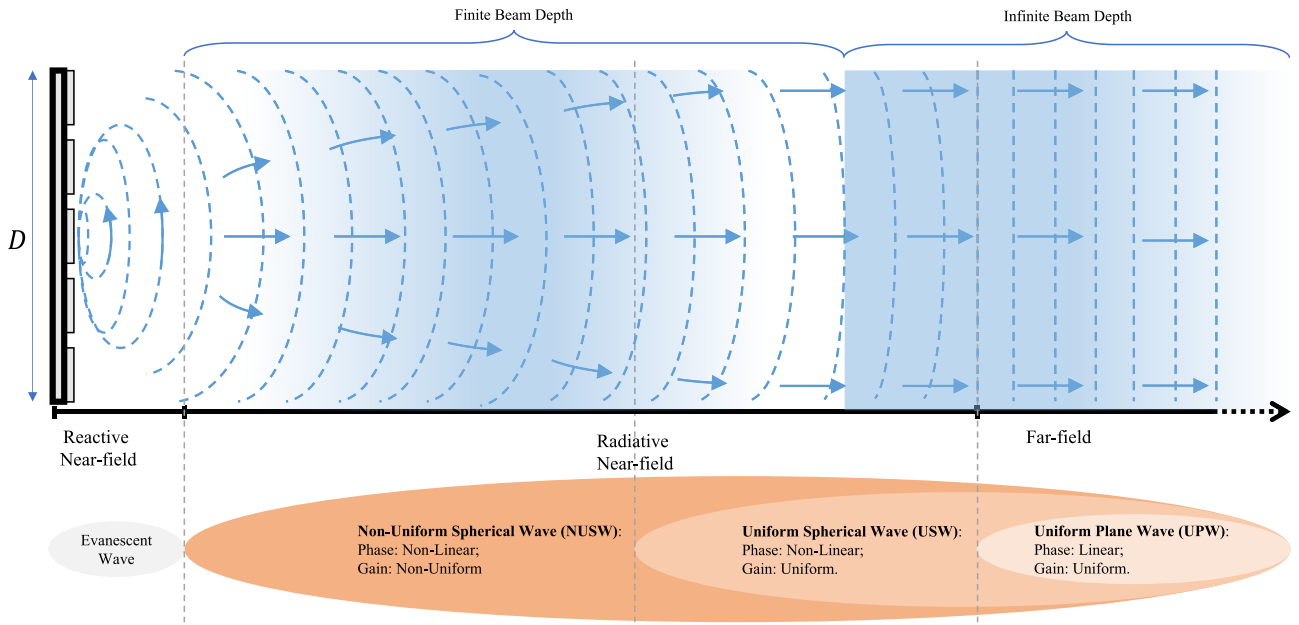 Finite Beam Depth
Infinite Beam Depth
D
Reactive
Near-field
Radiative
Near-field
Far-field
Evanescent
Wave
Non-Uniform Spherical Wave (NUSW):
Phase: Non-Linear;
Gain: Non-Uniform
Uniform Spherical Wave (USW):
Phase: Non-Linear;
Gain: Uniform.
Uniform Plane Wave (UPW):
Phase: Linear;
Gain: Uniform.